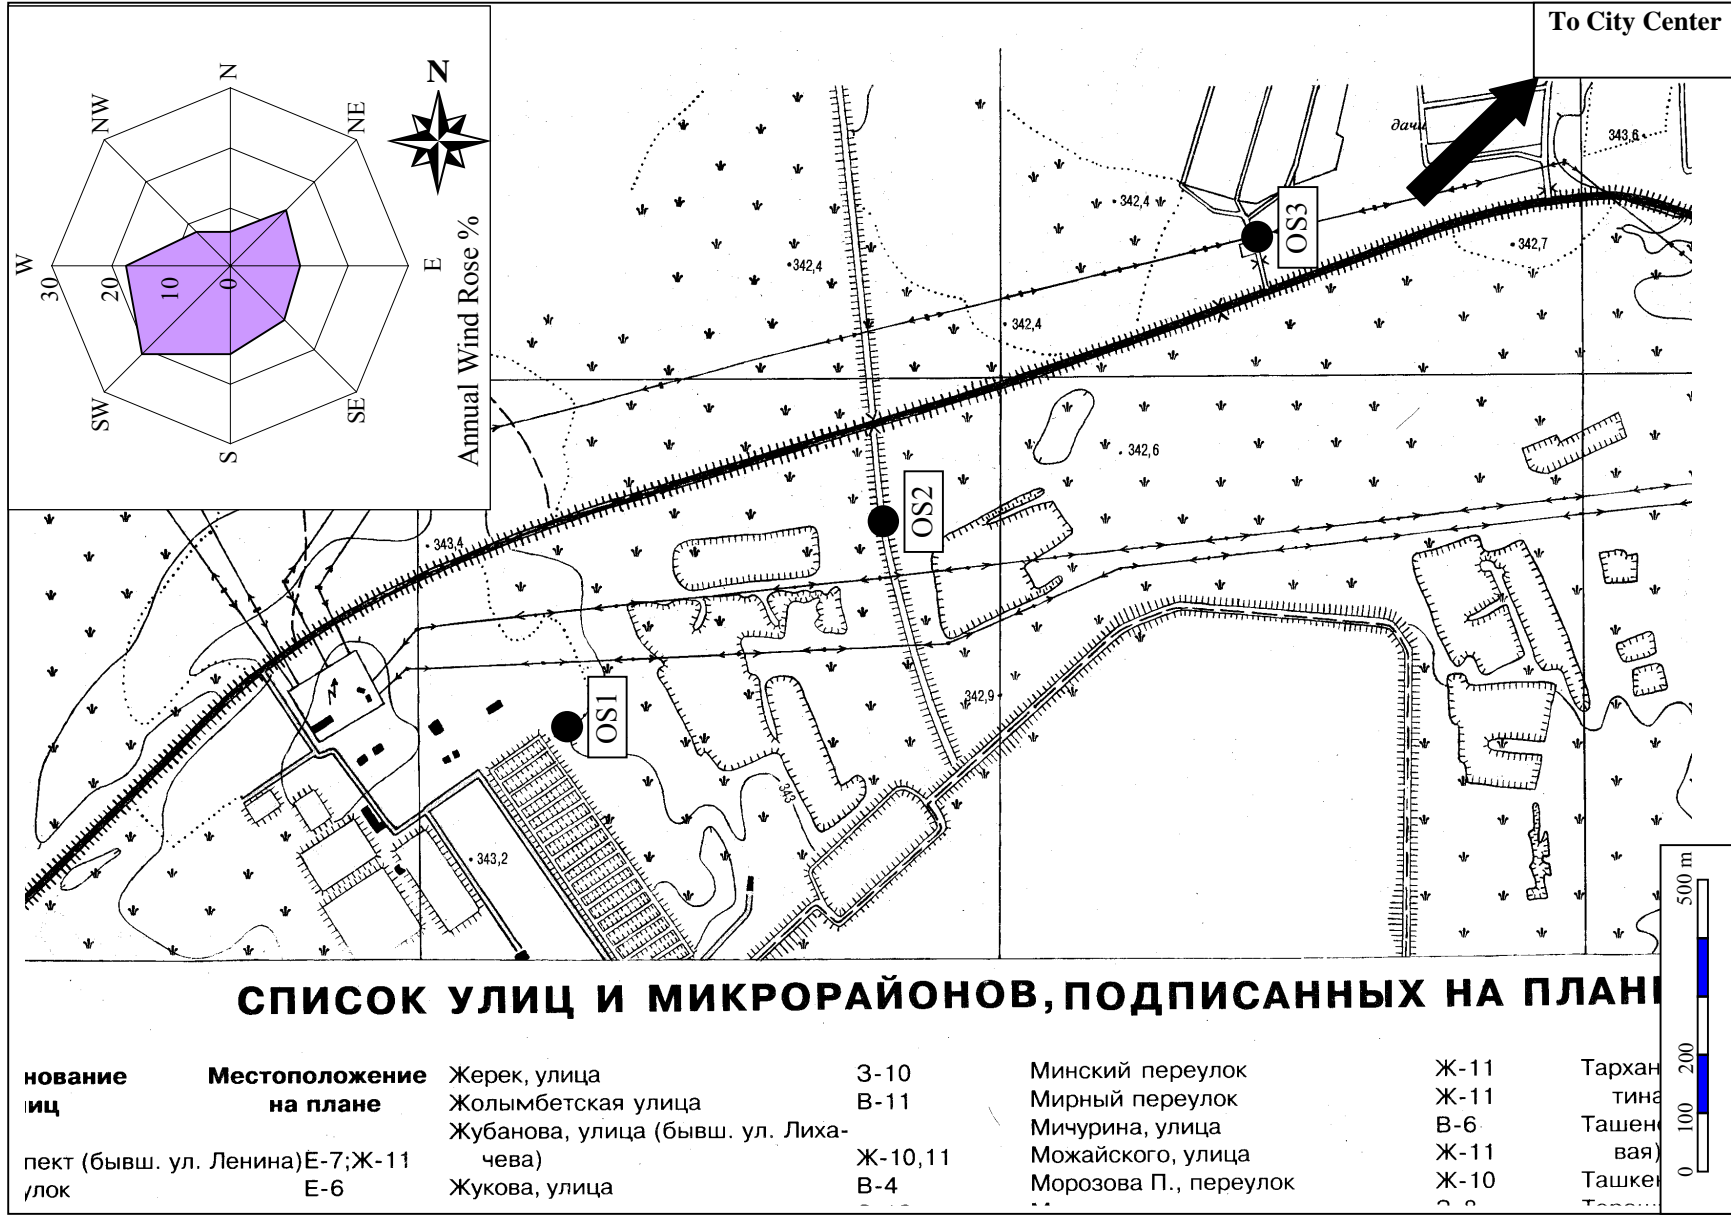 To City Center
N
N
NW
NE
W
E
30
20
10
0
SW
SE
S
Annual Wind Rose %
дачи
343,6
342,4
342,7
OS3
342,4
342,4
342,6
OS2
343,4
342,9
OS1
343
343,2
500 m
200
100
0
СПИСОК УЛИЦ И МИКРОРАЙОНОВ, ПОДПИСАННЫХ НА ПЛАН
нование
иц
Местоположение
на плане
пект (бывш. ул. Ленина) Е-7;Ж-11
улок Е-6
Жерек, улица З-10
Жолымбетская улица В-11
Жубанова, улица (бывш. ул. Лиха-
чева) Ж-10,11
Жукова, улица В-4
Минский переулок Ж-11
Мирный переулок Ж-11
Мичурина, улица В-6
Можайского, улица Ж-11
Морозова П., переулок Ж-10
Тархан
тина
Ташен
вая)
Ташке